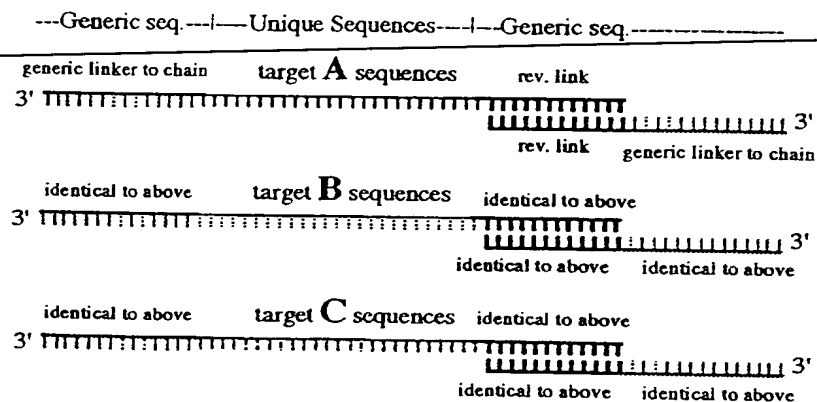 ---Generic seq.---|----Unique Sequences----|---Generic seq.----------------
generic linker to chain target A sequences rev. link
3' 3'
rev. link generic linker to chain
identical to above target B sequences identical to above
3' 3'
identical to above identical to above
identical to above target C sequences identical to above
3' 3'
identical to above identical to above